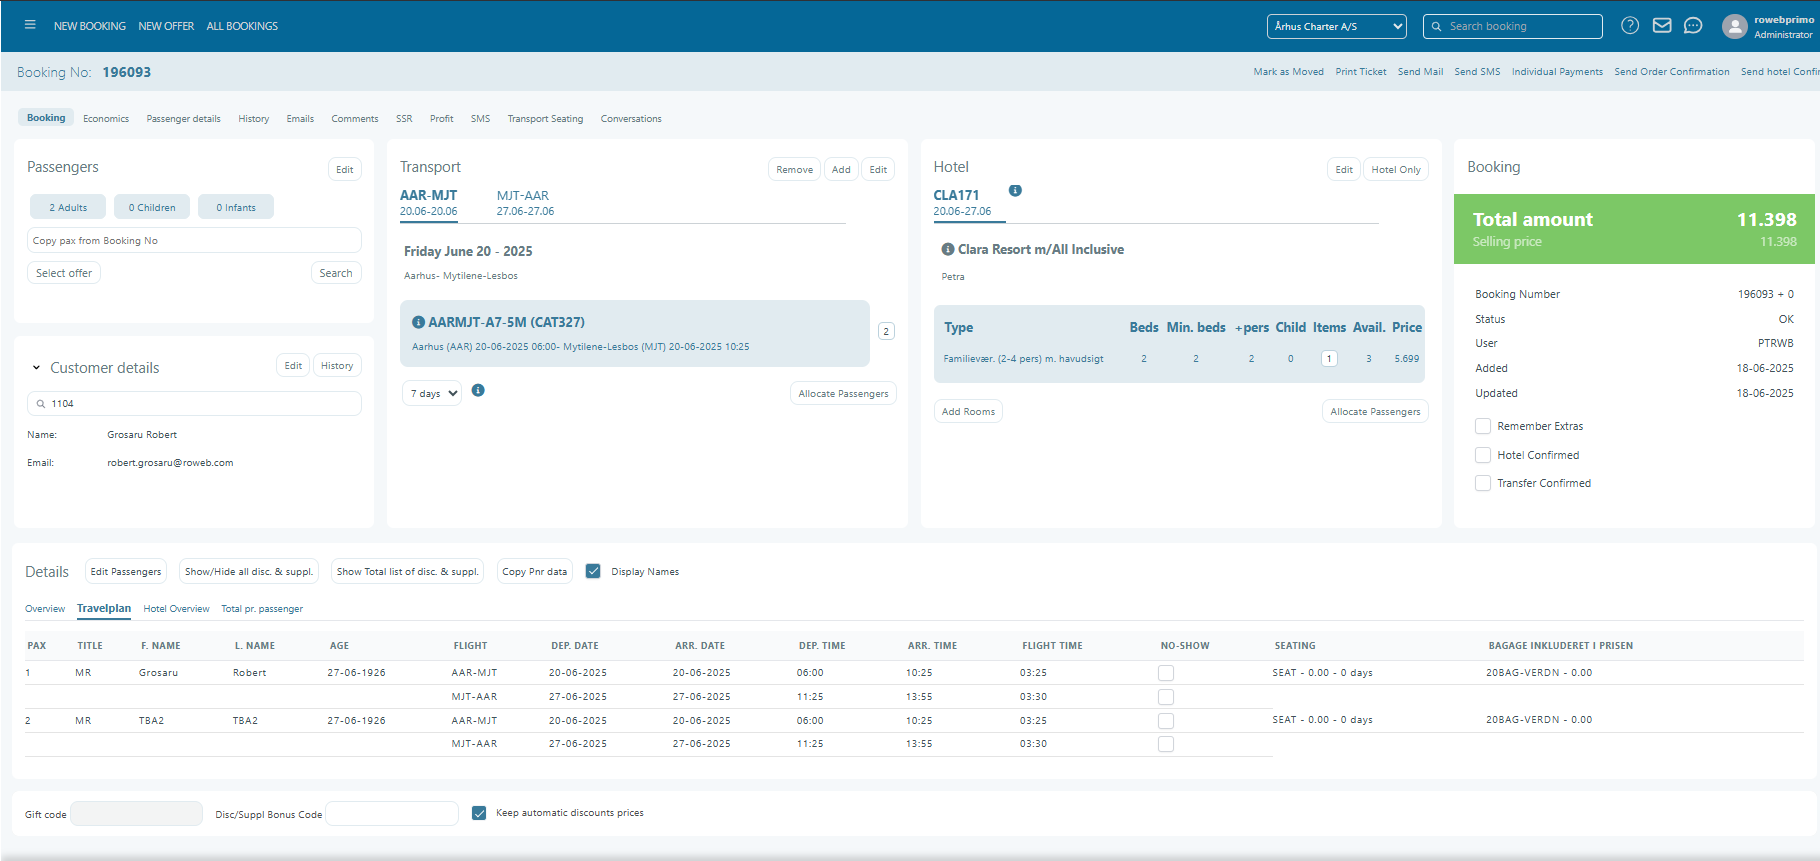 NEW BOOKING NEW OFFER ALL BOOKINGS Århus Charter A/S Search booking rowebprimo
Administrator
Booking No: 196093 Mark as Moved Print Ticket Send Mail Send SMS Individual Payments Send Order Confirmation Send hotel Confir
Booking Economics Passenger details History Emails Comments SSR Profit SMS Transport Seating Conversations
Passengers Edit
2 Adults 0 Children 0 Infants
Copy pax from Booking No
Select offer Search
Customer details Edit History
1104
Name: Grosaru Robert
Email: robert.grosaru@roweb.com
Transport Remove Add Edit
AAR-MJT MJT-AAR
20.06-20.06 27.06-27.06
Friday June 20 - 2025
Aarhus- Mytilene-Lesbos
AARMJT-A7-5M (CAT327)
Aarhus (AAR) 20-06-2025 06:00- Mytilene-Lesbos (MJT) 20-06-2025 10:25
2
7 days Allocate Passengers
Hotel Edit Hotel Only
CLA171
20.06-27.06
Clara Resort m/All Inclusive
Petra
Type Beds Min. beds +pers Child Items Avail. Price
Familievær. (2-4 pers) m. havudsigt 2 2 2 0 1 3 5.699
Add Rooms Allocate Passengers
Booking
Total amount 11.398
Selling price 11.398
Booking Number 196093 + 0
Status OK
User PTRWB
Added 18-06-2025
Updated 18-06-2025
Remember Extras
Hotel Confirmed
Transfer Confirmed
Details Edit Passengers Show/Hide all disc. & suppl. Show Total list of disc. & suppl. Copy Pnr data Display Names
Overview Travelplan Hotel Overview Total pr. passenger
PAX TITLE F. NAME L. NAME AGE FLIGHT DEP. DATE ARR. DATE DEP. TIME ARR. TIME FLIGHT TIME NO-SHOW SEATING BAGAGE INKLUDERET I PRISEN
1 MR Grosaru Robert 27-06-1926 AAR-MJT 20-06-2025 20-06-2025 06:00 10:25 03:25 SEAT - 0.00 - 0 days 20BAG-VERDN - 0.00
MJT-AAR 27-06-2025 27-06-2025 11:25 13:55 03:30
2 MR TBA2 TBA2 27-06-1926 AAR-MJT 20-06-2025 20-06-2025 06:00 10:25 03:25 SEAT - 0.00 - 0 days 20BAG-VERDN - 0.00
MJT-AAR 27-06-2025 27-06-2025 11:25 13:55 03:30
Gift code Disc/Suppl Bonus Code Keep automatic discounts prices